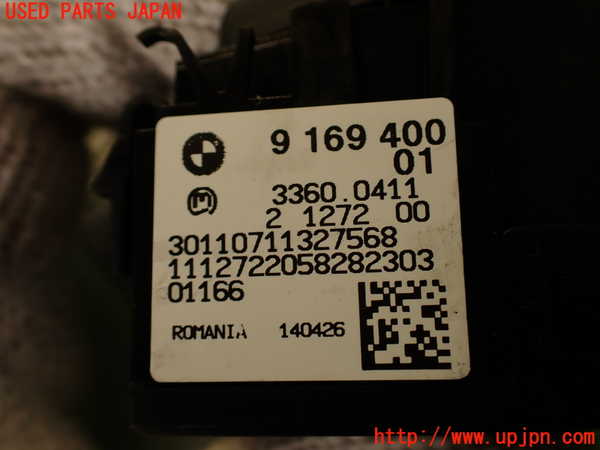 USED PARTS JAPAN
9 169 400
01
M
3360.0411
2 1272 00
30110711327568
1112722058282303
01166
ROMANIA 140426
http://www.upjpn.com/